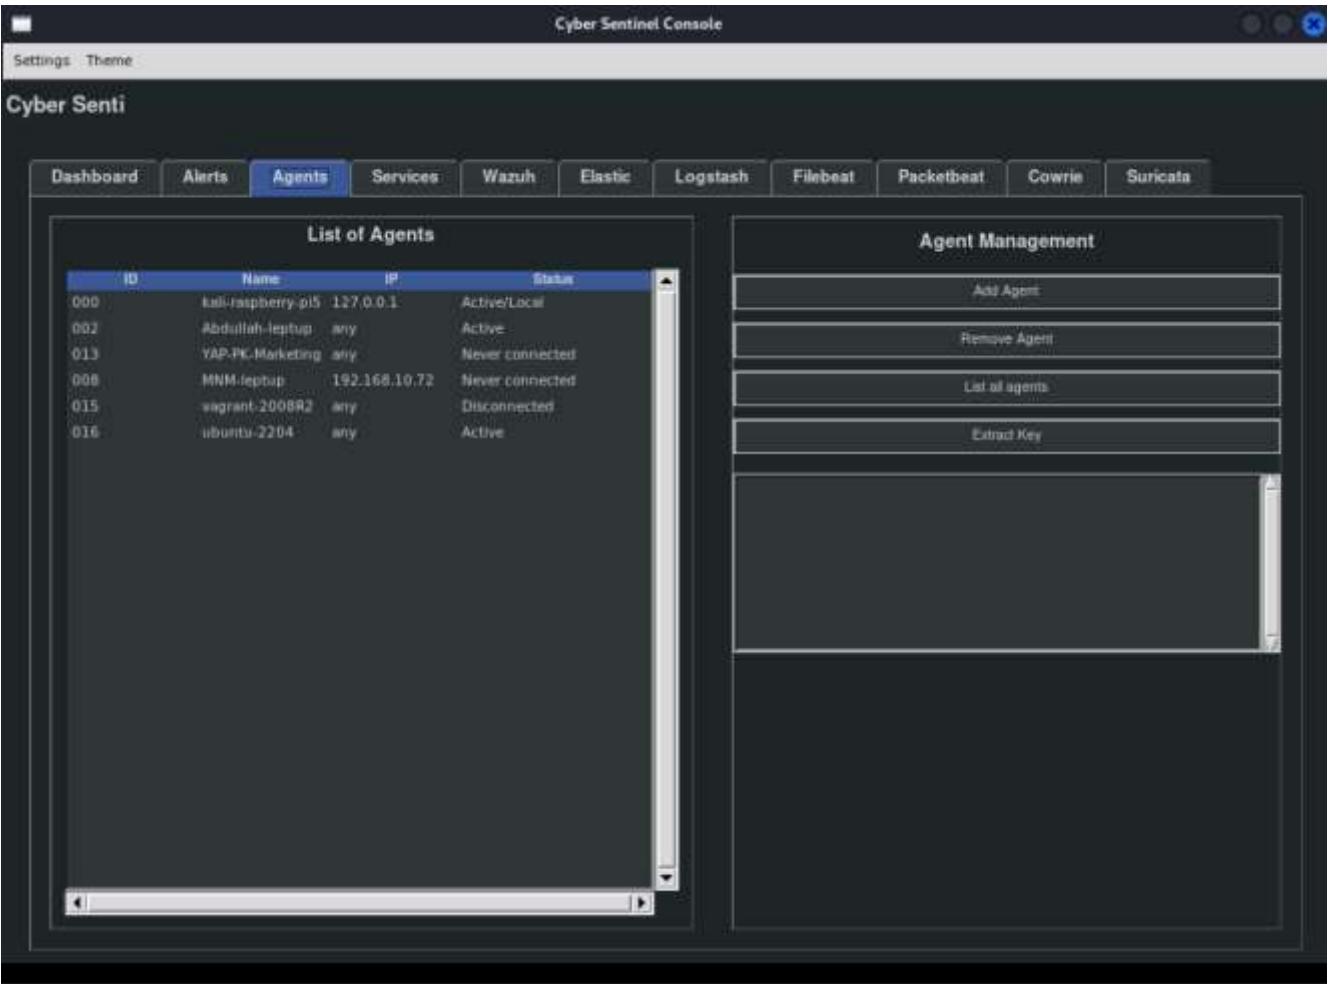 Cyber Sentinel Console
Settings Theme
Cyber Senti
Dashboard Alerts Agents Services Wazuh Elastic Logstash Filebeat Packetbeat Cowrie Suricata
List of Agents
ID Name IP Status
000 kali-raspberry-pi5 127.0.0.1 Active/Local
002 Abdullah-leptup any Active
013 YAP-PK-Marketing any Never connected
008 MNM-leptup 192.168.10.72 Never connected
015 vagrant-2008R2 any Disconnected
016 ubuntu-2204 any Active
Agent Management
Add Agent
Remove Agent
List all agents
Extract Key